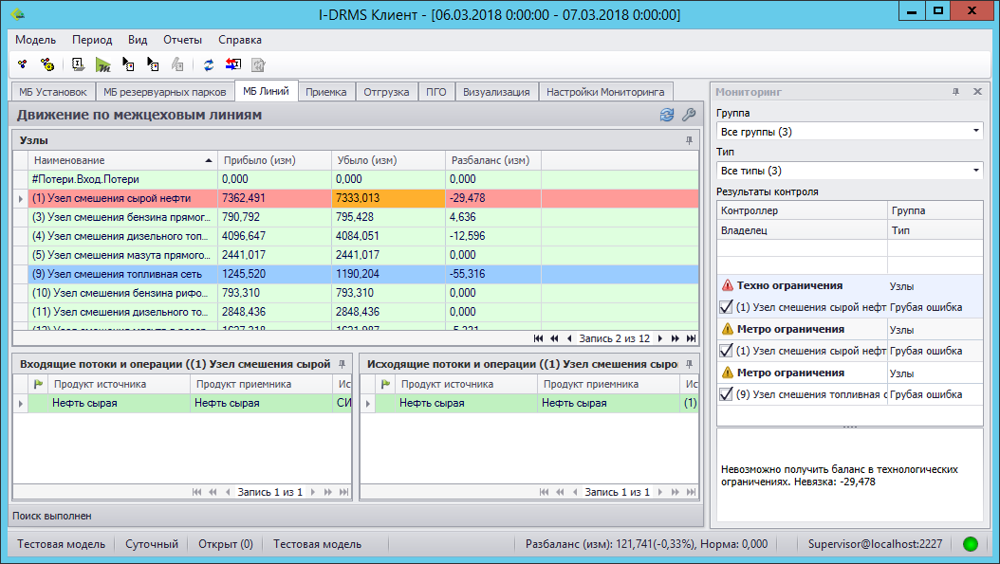 I-DRMS Клиент - [06.03.2018 0:00:00 - 07.03.2018 0:00:00]
Модель Период Вид Отчеты Справка
МБ Установок МБ резервуарных парков МБ Линий Приемка Отгрузка ПГО Визуализация Настройки Мониторинга
Движение по межцеховым линиям
Узлы
Наименование Прибыло (изм) Убыло (изм) Разбаланс (изм)
#Потери.Вход.Потери 0,000 0,000 0,000
(1) Узел смешения сырой нефти 7362,491 7333,013 -29,478
(3) Узел смешения бензина прямог... 790,792 795,428 4,636
(4) Узел смешения дизельного топ... 4096,647 4084,051 -12,596
(5) Узел смешения мазута прямого... 2441,017 2441,017 0,000
(9) Узел смешения топливная сеть 1245,520 1190,204 -55,316
(10) Узел смешения бензина рифо... 793,310 793,310 0,000
(11) Узел смешения дизельного то... 2848,436 2848,436 0,000
Запись 2 из 12
Входящие потоки и операции ((1) Узел смешения сырой
Продукт источника Продукт приемника Ис
Нефть сырая Нефть сырая СИ
Запись 1 из 1
Исходящие потоки и операции ((1) Узел смешения сыро
Продукт источника Продукт приемника Ис
Нефть сырая Нефть сырая (1)
Запись 1 из 1
Поиск выполнен
Мониторинг
Группа
Все группы (3)
Тип
Все типы (3)
Результаты контроля
Контроллер Группа
Владелец Тип
Техно ограничения Узлы
(1) Узел смешения сырой нефт Грубая ошибка
Метро ограничения Узлы
(1) Узел смешения сырой нефт Грубая ошибка
Метро ограничения Узлы
(9) Узел смешения топливная с Грубая ошибка
Невозможно получить баланс в технологических
ограничениях. Невязка: -29,478
Тестовая модель Суточный Открыт (0) Тестовая модель Разбаланс (изм): 121,741(-0,33%), Норма: 0,000 Supervisor@localhost:2227